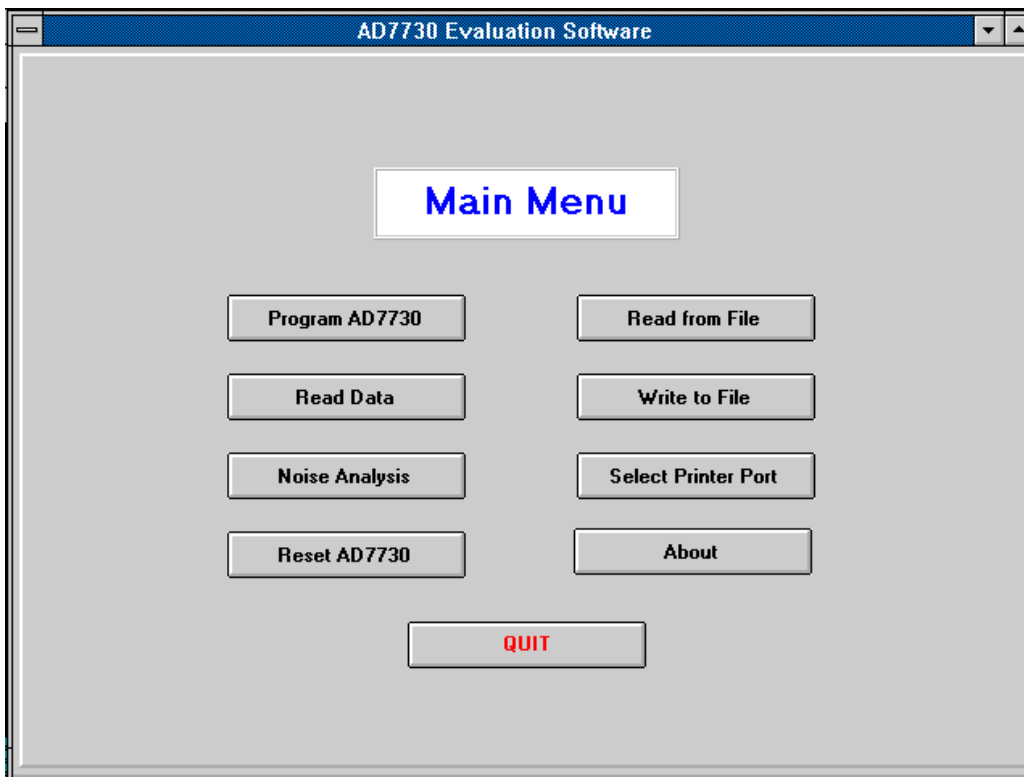 AD7730 Evaluation Software
Main Menu
Program AD7730
Read from File
Read Data
Write to File
Noise Analysis
Select Printer Port
Reset AD7730
About
QUIT